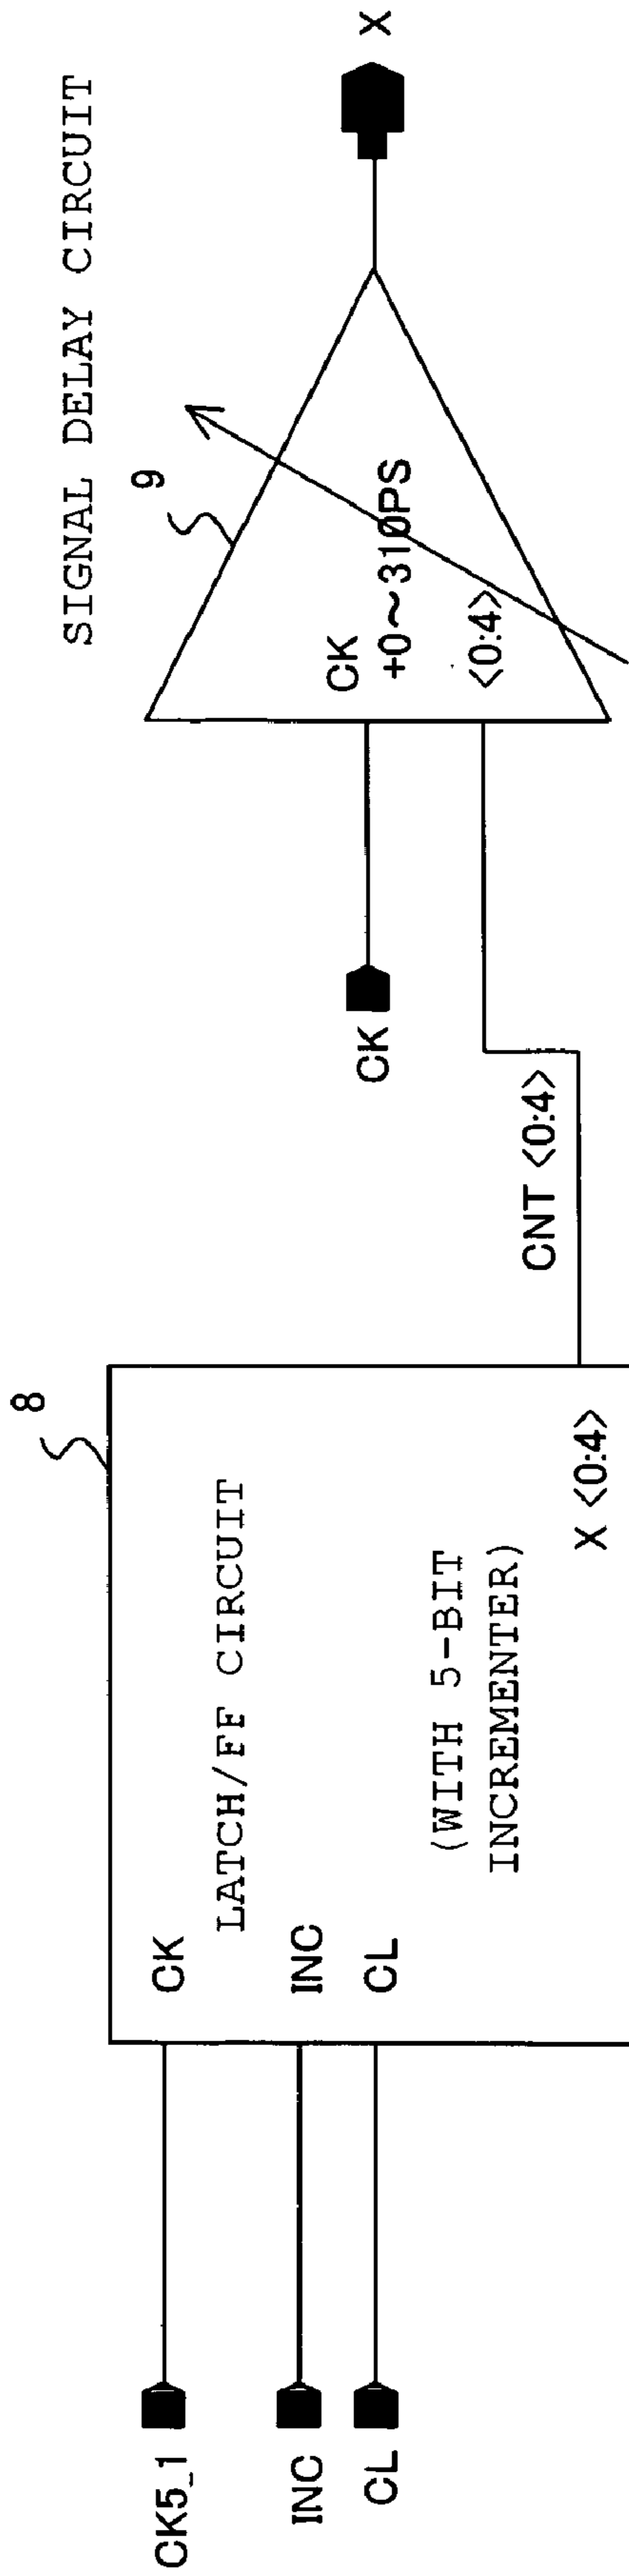 SIGNAL DELAY CIRCUIT
8
9
CK5_1
INC
CL
CK
LATCH/FF CIRCUIT
INC
CL
(WITH 5-BIT
INCREMENTER)
X <0:4>
CNT <0:4>
CK
CK
+0~310PS
<0:4>
X